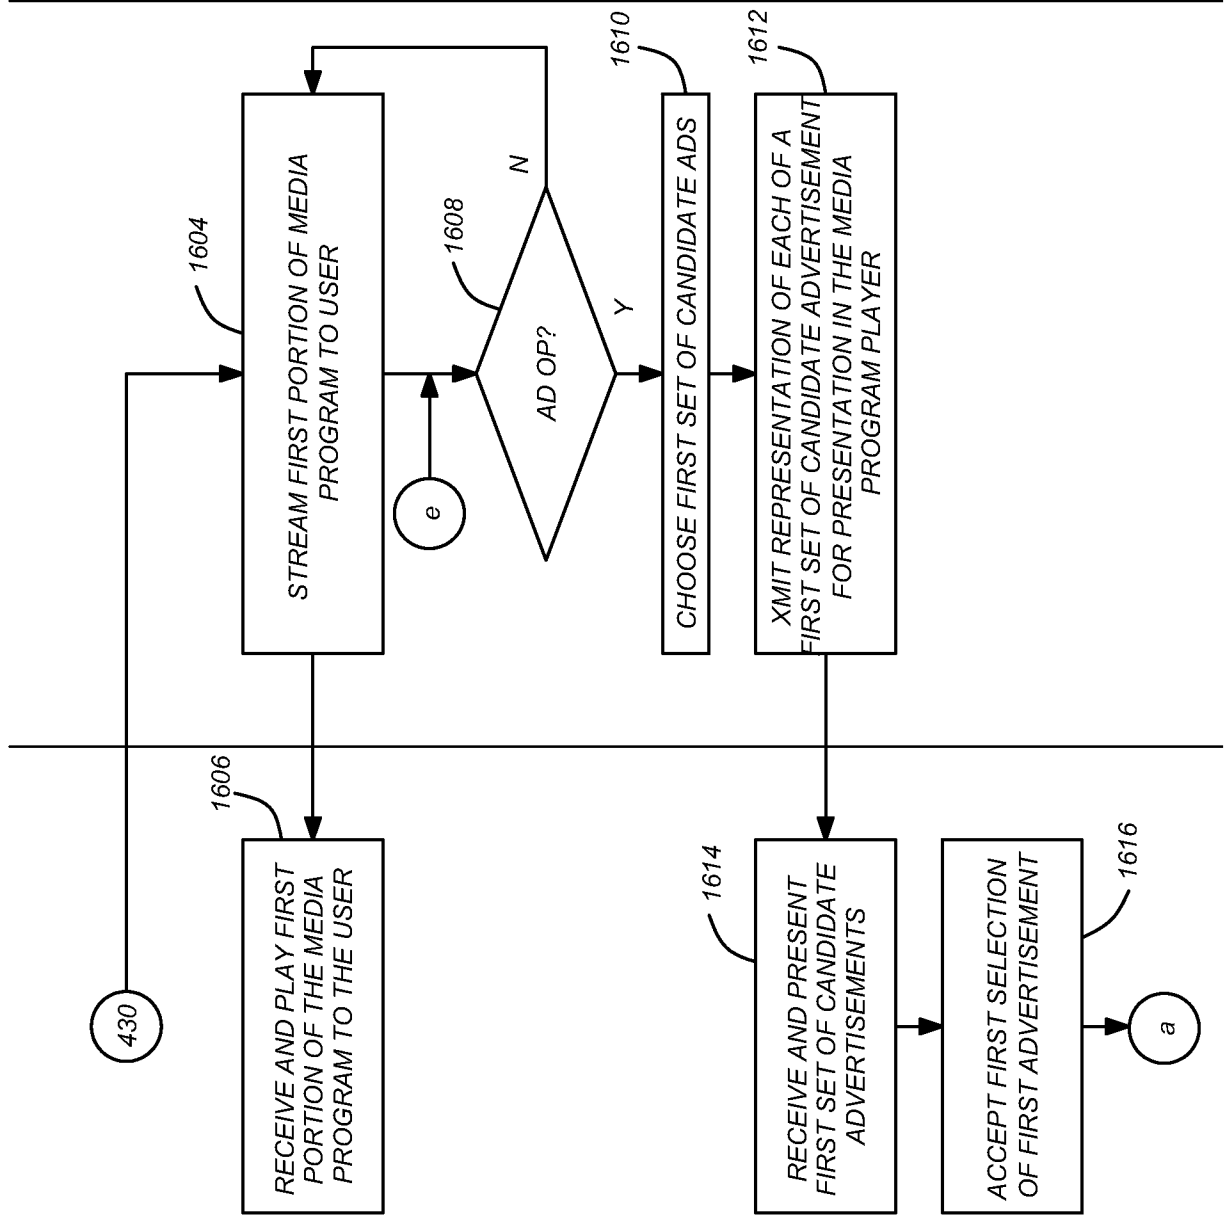 430
1604
STREAM FIRST PORTION OF MEDIA
PROGRAM TO USER
1606
RECEIVE AND PLAY FIRST
PORTION OF THE MEDIA
PROGRAM TO THE USER
e
1608
AD OP?
N
Y
1610
CHOOSE FIRST SET OF CANDIDATE ADS
1612
XMIT REPRESENTATION OF EACH OF A
FIRST SET OF CANDIDATE ADVERTISEMENT
FOR PRESENTATION IN THE MEDIA
PROGRAM PLAYER
1614
RECEIVE AND PRESENT
FIRST SET OF CANDIDATE
ADVERTISEMENTS
1616
ACCEPT FIRST SELECTION
OF FIRST ADVERTISEMENT
a